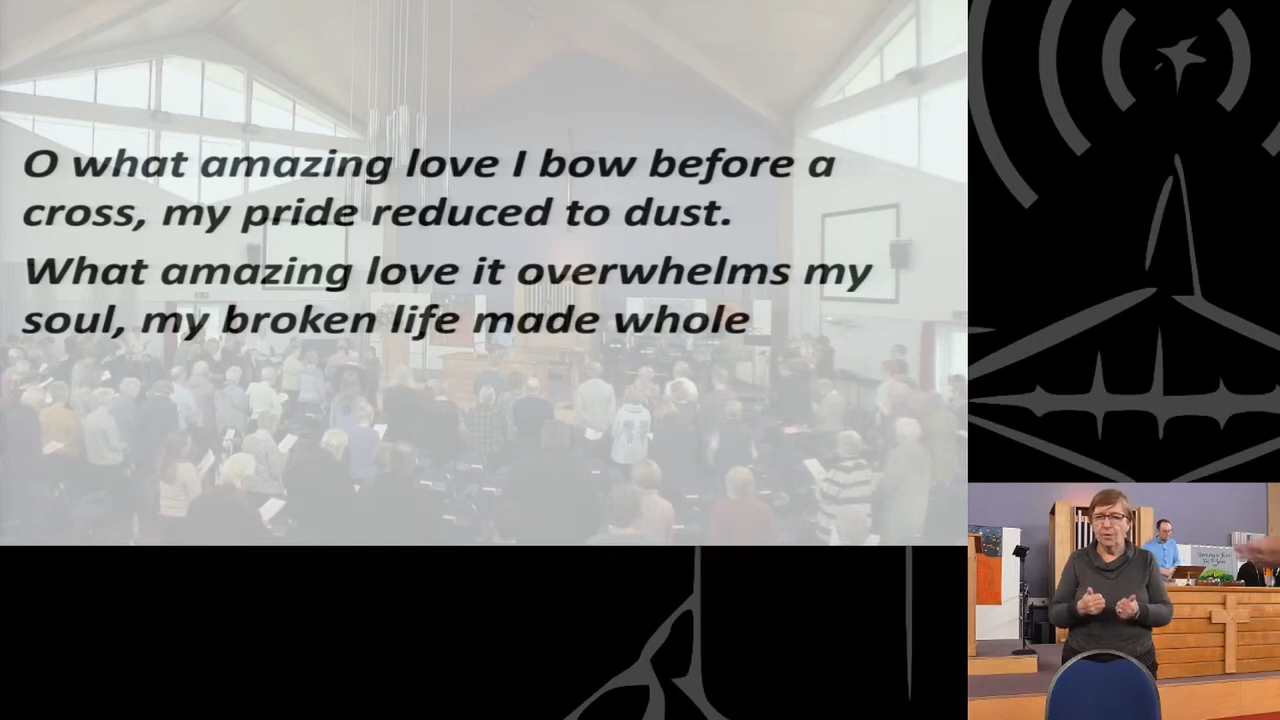 O what amazing love I bow before a
cross, my pride reduced to dust.
What amazing love it overwhelms my
soul, my broken life made whole